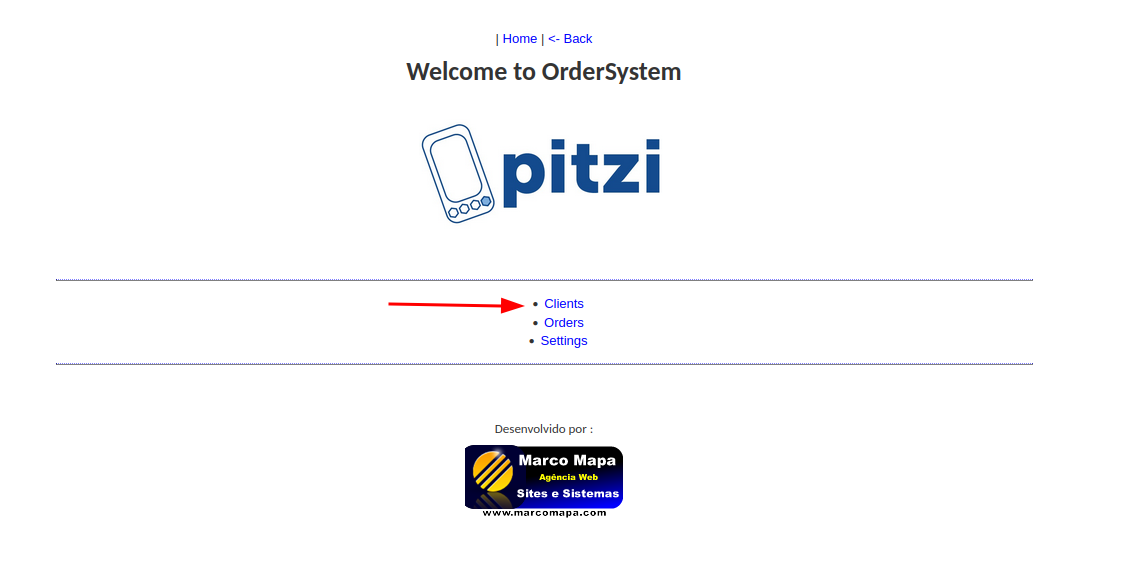 | Home | <- Back
Welcome to OrderSystem
pitzi
Clients
Orders
Settings
Desenvolvido por :
Marco Mapa
Agência Web
Sites e Sistemas
www.marcomapa.com